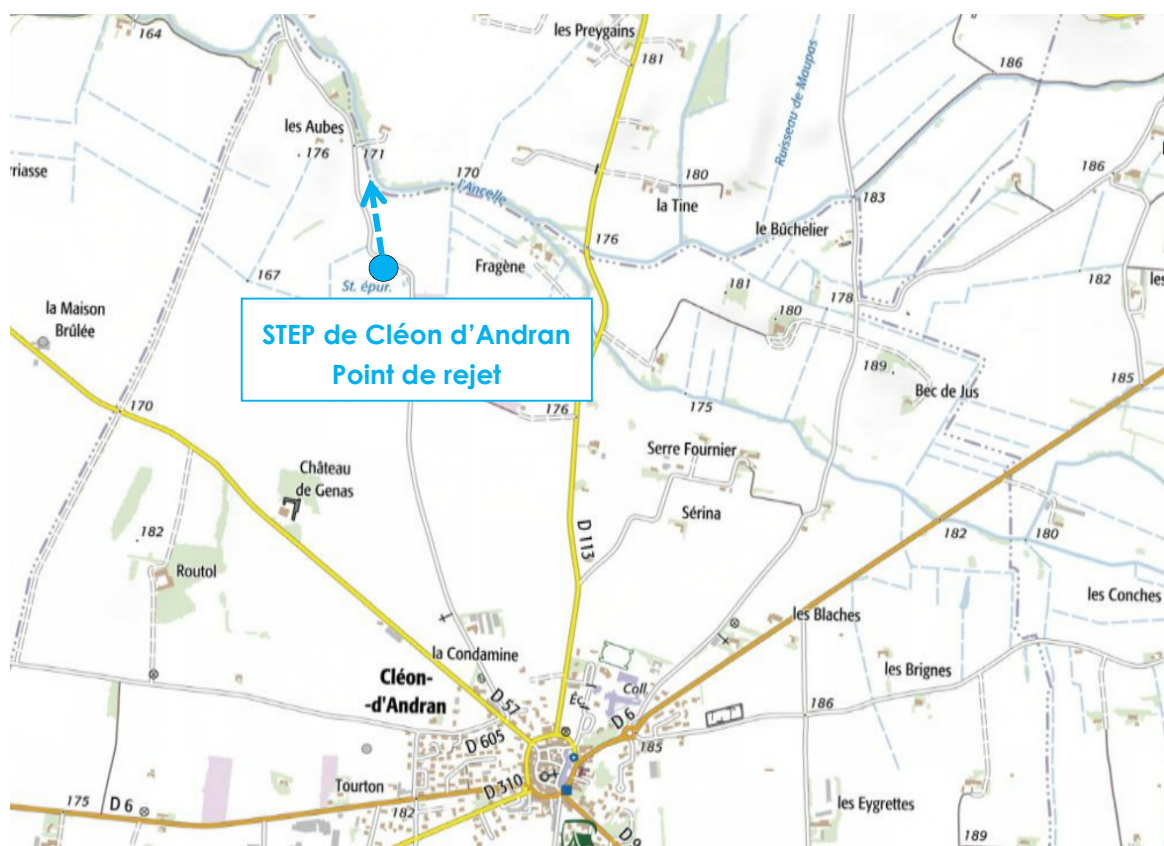 164
les Preygains
181
186
Ruisseau de Maupas
les Aubes
176
171
170
l'Ancelle
180
la Tine
186
183
riasse
le Bûchelier
176
Fragène
St. épur.
167
181
180
178
182
les
la Maison
Brûlée
STEP de Cléon d'Andran
Point de rejet
189
Bec de Jus
185
170
176
175
Château
de Genas
Serre Fournier
Sérina
D 113
182
Routol
182
180
les Conches
les Blaches
la Condamine
les Brignes
Cléon-
-d'Andran
D 57
Éc.
Coll.
D 6
186
D 605
185
Tourton
D 310
175
D 6
182
les Eygrettes
D 9
189